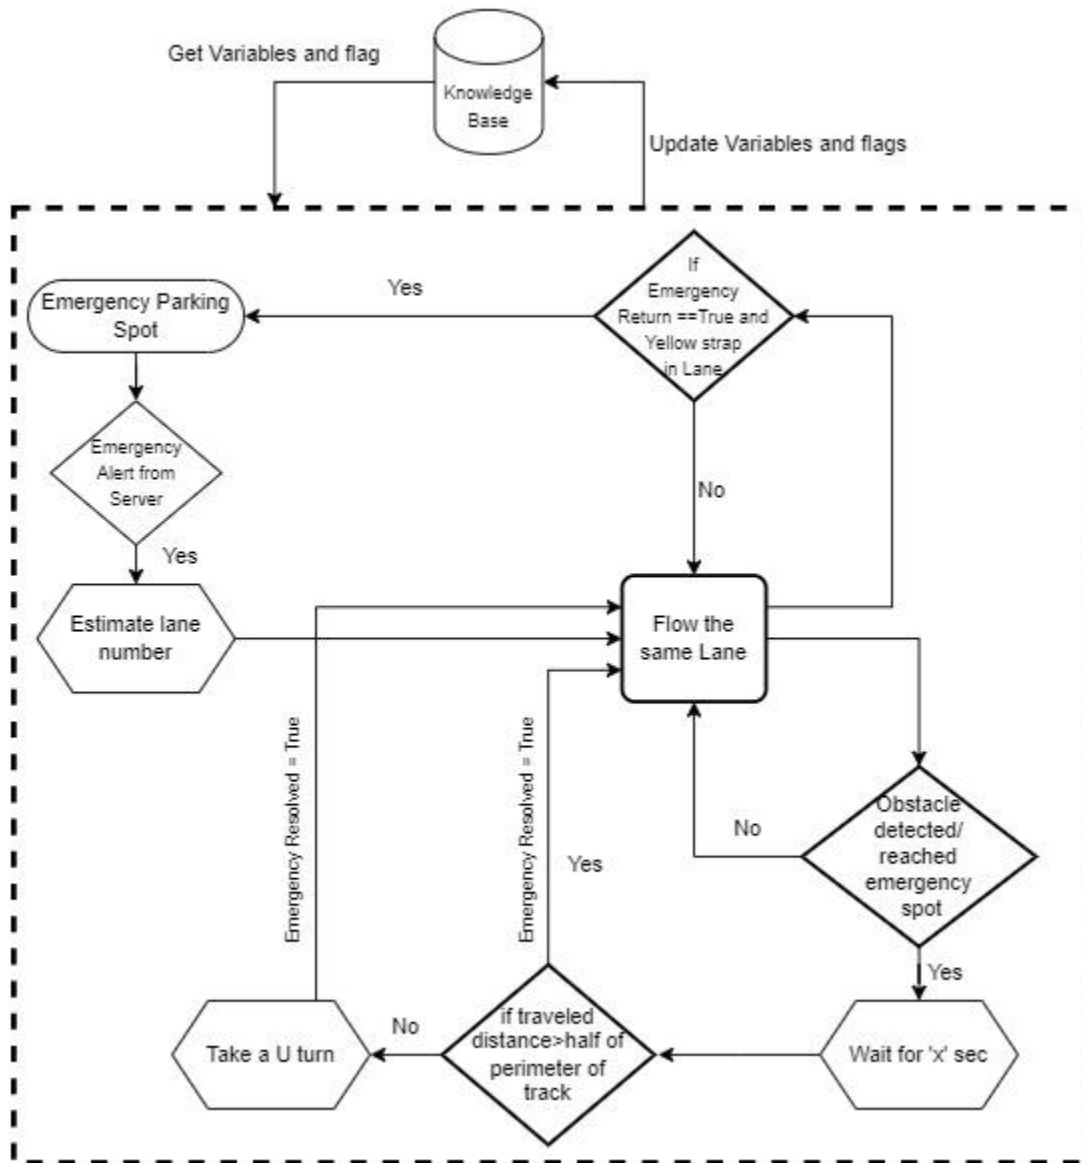 Get Variables and flag
Knowledge
Base
Update Variables and flags
If
Emergency
Return ==True and
Yellow strap
in Lane
Yes
Emergency Parking
Spot
No
Emergency
Alert from
Server
Yes
Estimate lane
number
Flow the
same Lane
Emergency Resolved = True
Emergency Resolved = True
Yes
No
Obstacle
detected/
reached
emergency
spot
Yes
Wait for 'x' sec
if traveled
distance>half of
perimeter of
track
No
Take a U turn